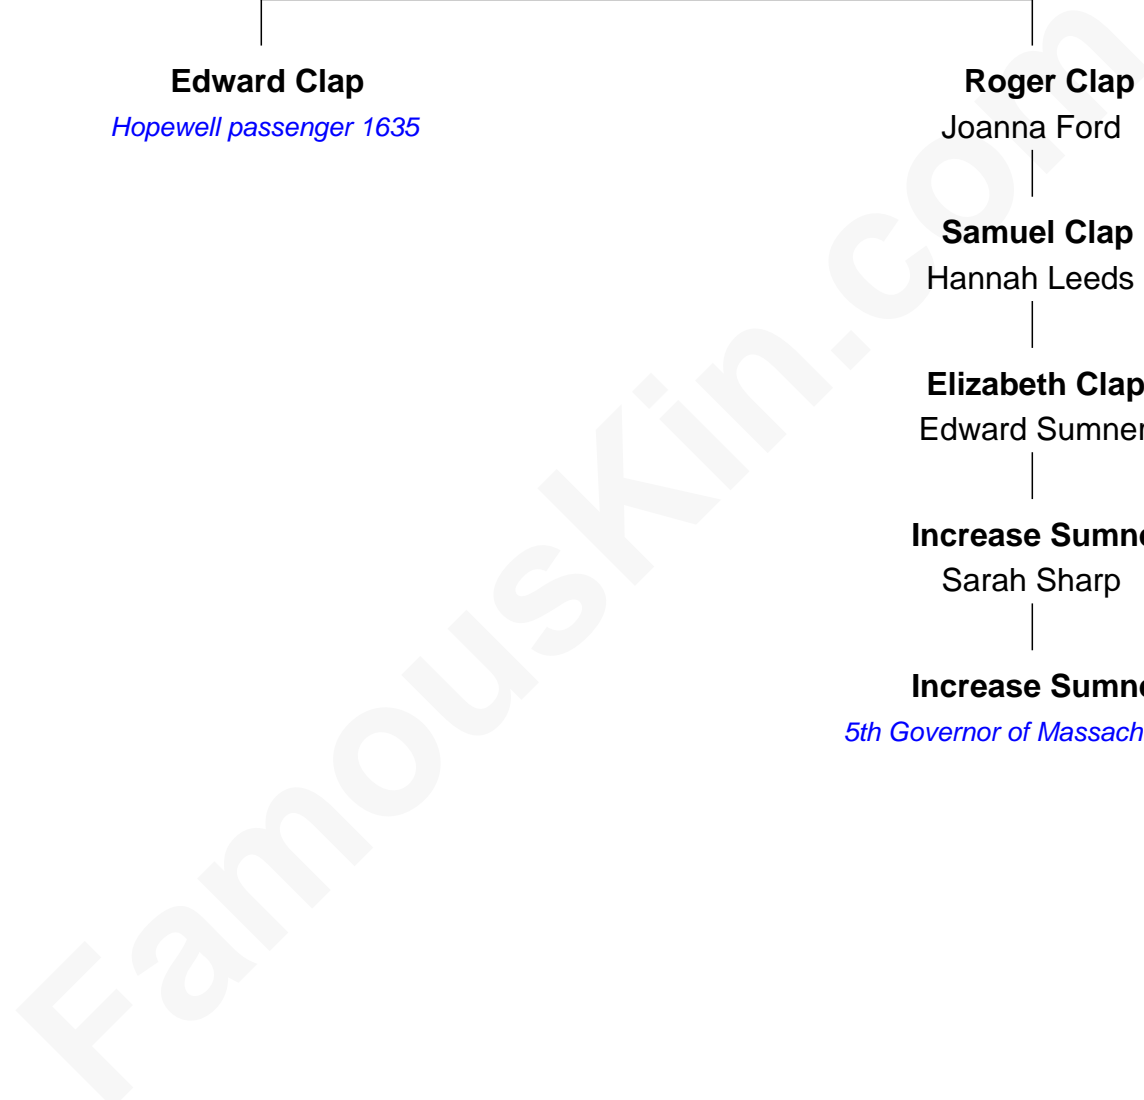 Edward Clap
Hopewell passenger 1635
Roger Clap
Joanna Ford
Samuel Clap
Hannah Leeds
Elizabeth Clap
Edward Sumner
Increase Sumne
Sarah Sharp
Increase Sumne
5th Governor of Massach
FamousKin.com